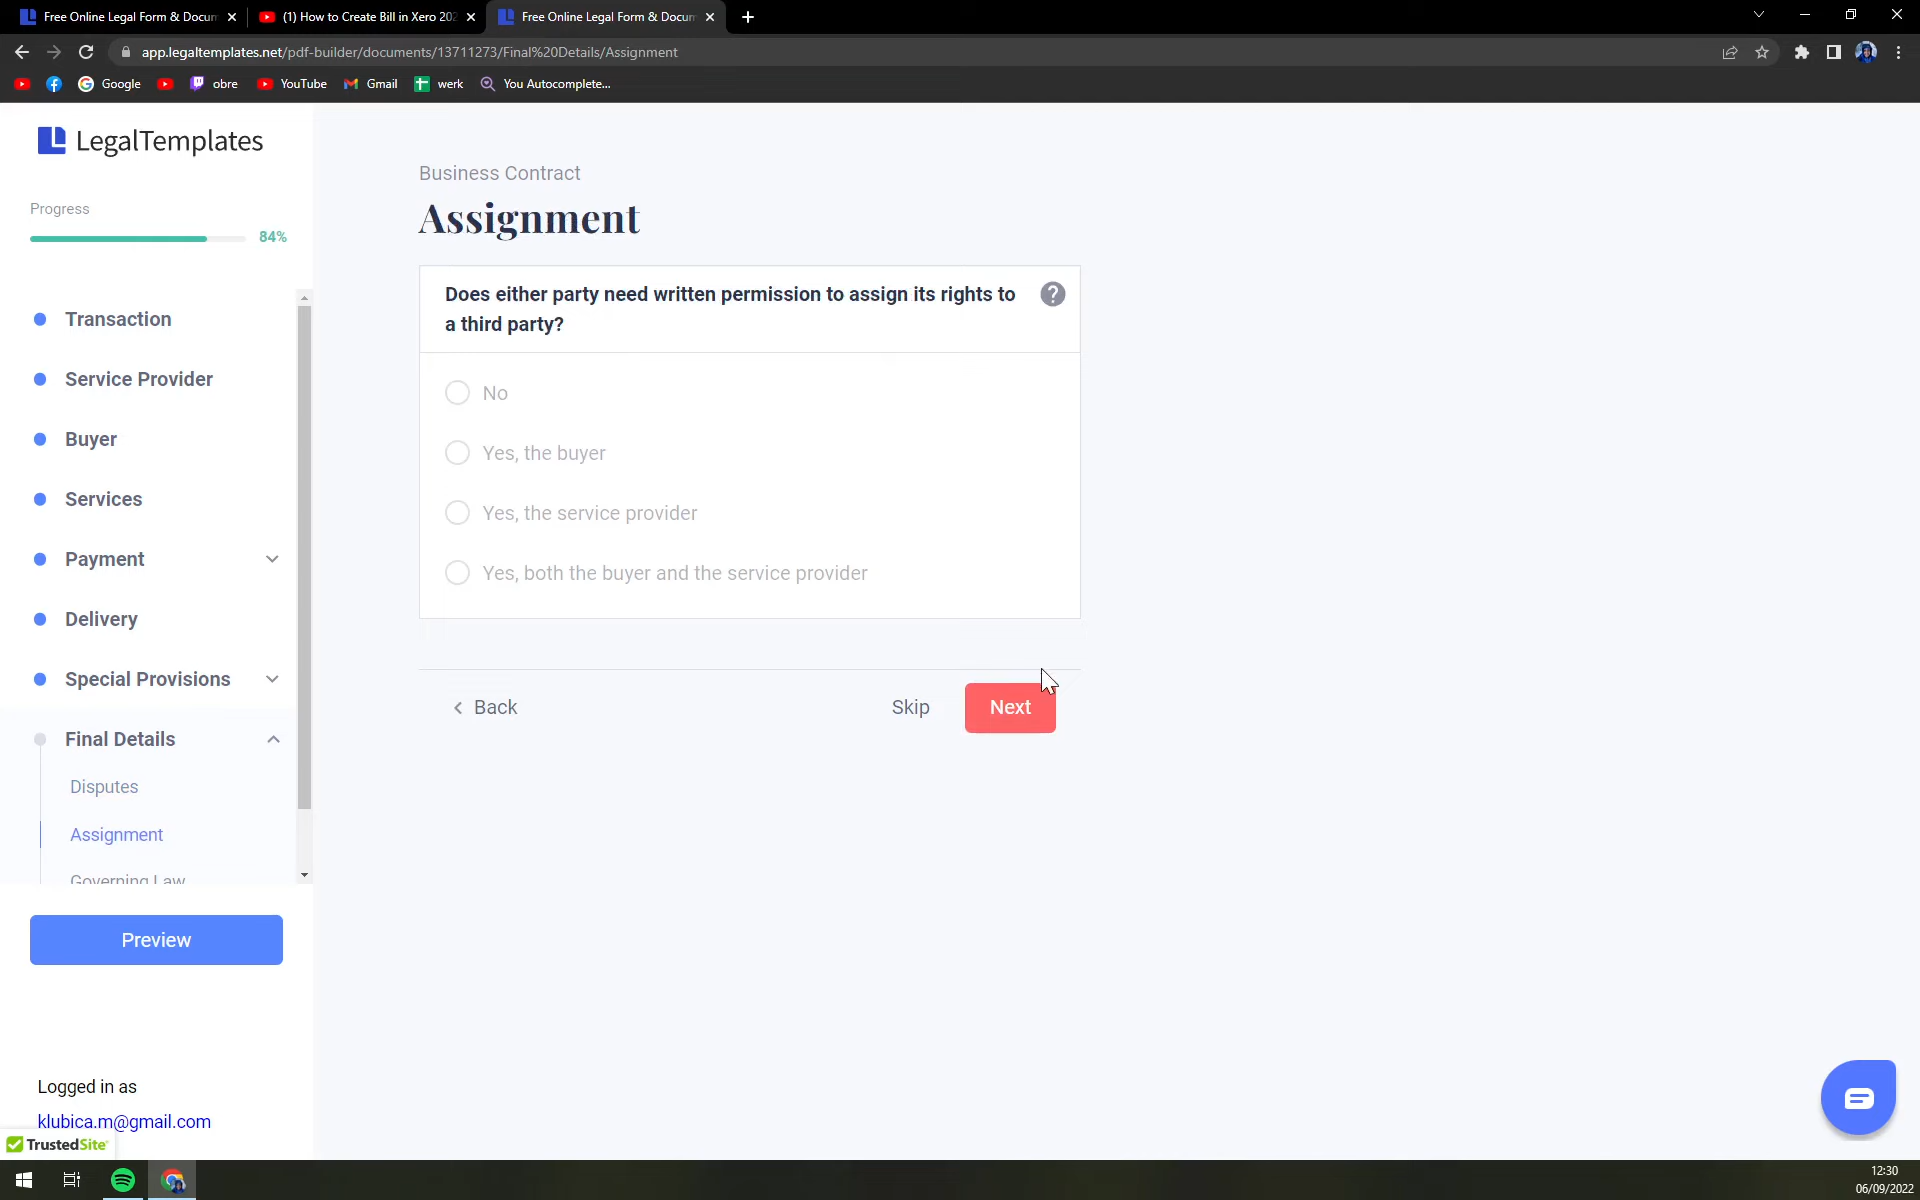 Free Online Legal Form & Docum
(1) How to Create Bill in Xero 202
Free Online Legal Form & Docum
app.legaltemplates.net/pdf-builder/documents/13711273/Final%20Details/Assignment
Google
obre
YouTube
Gmail
werk
You Autocomplete...
LegalTemplates
Progress
84%
Transaction
Service Provider
Buyer
Services
Payment
Delivery
Special Provisions
Final Details
Disputes
Assignment
Governing Law
Preview
Logged in as
klubica.m@gmail.com
TrustedSite
Business Contract
Assignment
Does either party need written permission to assign its rights to
a third party?
?
No
Yes, the buyer
Yes, the service provider
Yes, both the buyer and the service provider
Back
Skip
Next
12:30
06/09/2022